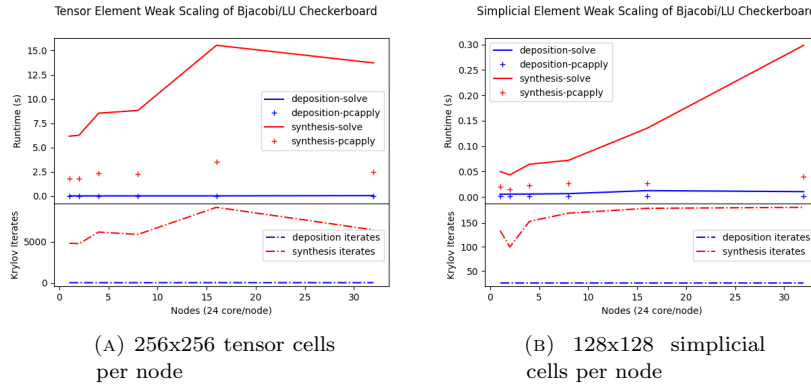 Tensor Element Weak Scaling of Bjacobi/LU Checkerboard
15.0
12.5
10.0
7.5
5.0
2.5
0.0
Runtime (s)
deposition-solve
deposition-pcapply
synthesis-solve
synthesis-pcapply
5000
0
Krylov Iterates
deposition iterates
synthesis iterates
0 5 10 15 20 25 30
Nodes (24 core/node)
(A) 256x256 tensor cells
per node
Simplicial Element Weak Scaling of Bjacobi/LU Checkerboard
0.30
0.25
0.20
0.15
0.10
0.05
0.00
Runtime (s)
deposition-solve
deposition-pcapply
synthesis-solve
synthesis-pcapply
150
100
50
Krylov Iterates
deposition iterates
synthesis iterates
0 5 10 15 20 25 30
Nodes (24 core/node)
(B) 128x128 simplicial
cells per node